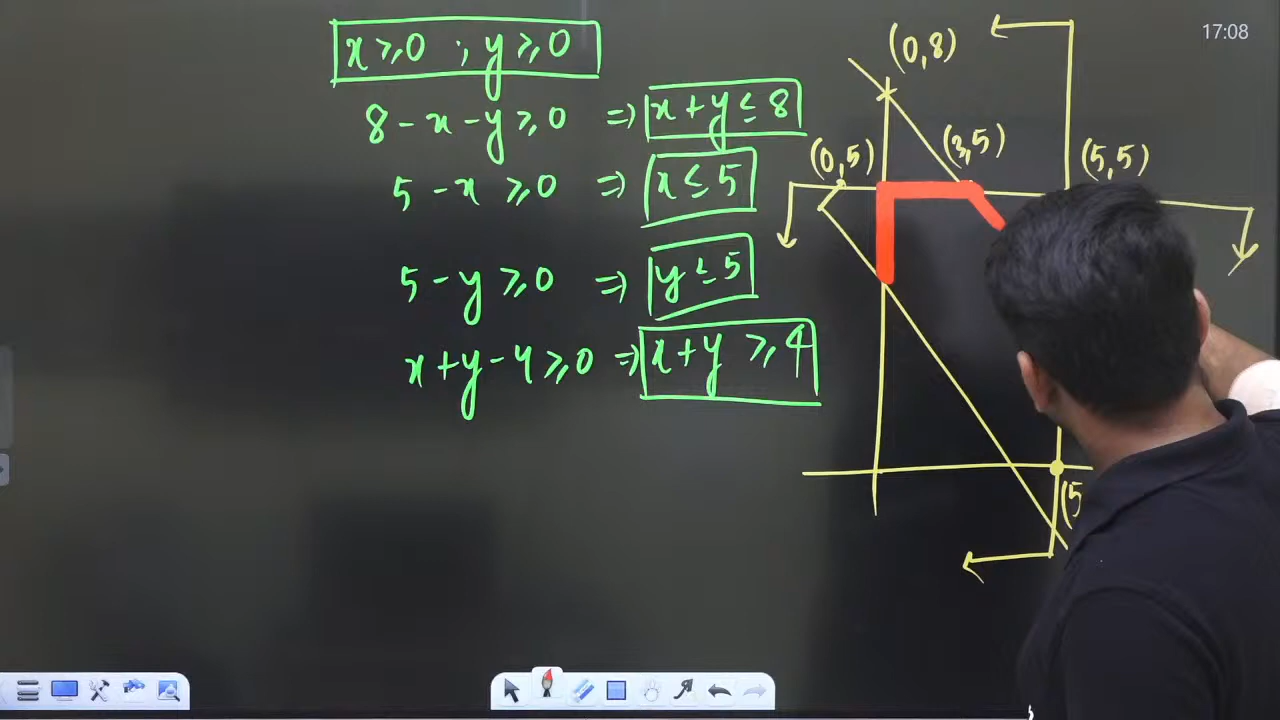 17:08
x ≥ 0 ; y ≥ 0
8 - x - y ≥ 0 ⇒ x + y ≤ 8
5 - x ≥ 0 ⇒ x ≤ 5
5 - y ≥ 0 ⇒ y ≤ 5
x + y - 4 ≥ 0 ⇒ x + y ≥ 4
(0,8)
(0,5) (3,5) (5,5)
(5